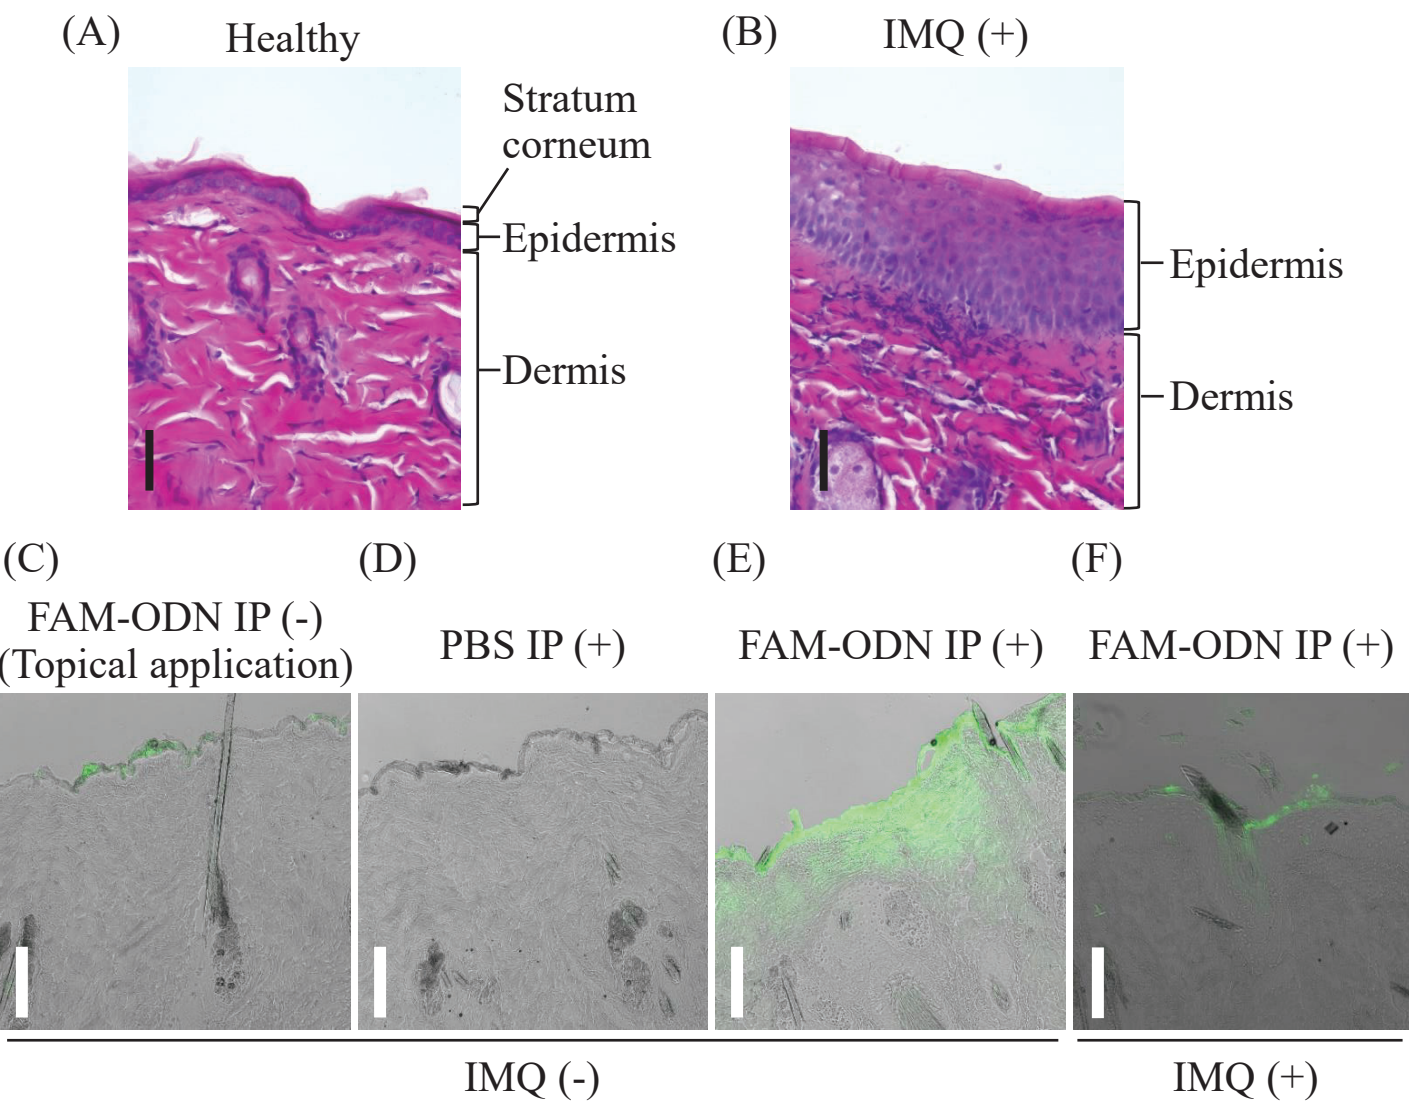 (A)
Healthy
(B)
IMQ (+)
Stratum
corneum
Epidermis
Dermis
Epidermis
Dermis
(C)
FAM-ODN IP (-)
(Topical application)
(D)
PBS IP (+)
(E)
FAM-ODN IP (+)
(F)
FAM-ODN IP (+)
IMQ (-)
IMQ (+)